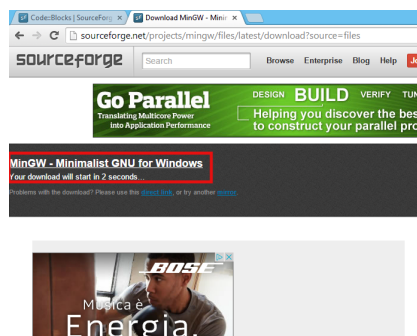 Code::Blocks | SourceForg
Download MinGW - Mini
sourceforge.net/projects/mingw/files/latest/download?source=files
sourceforge
Search
Browse Enterprise Blog Help
Go Parallel
Translating Multicore Power
into Application Performance
DESIGN BUILD VERIFY TUN
Helping you discover the bes
to construct your parallel pro
MinGW - Minimalist GNU for Windows
Your download will start in 2 seconds...
Problems with the download? Please use this direct link, or try another mirror.
BOSE
Musica è
Energia.